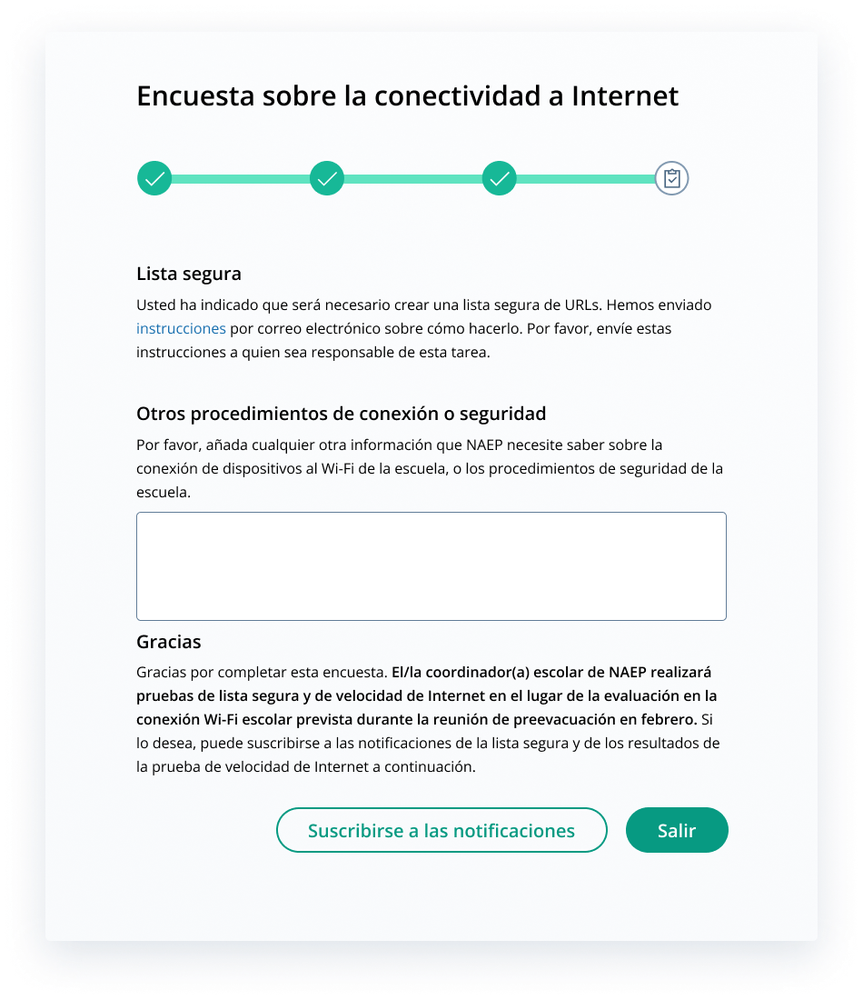 Encuesta sobre la conectividad a Internet
Lista segura
Usted ha indicado que será necesario crear una lista segura de URLs. Hemos enviado
instrucciones por correo electrónico sobre cómo hacerlo. Por favor, envíe estas
instrucciones a quien sea responsable de esta tarea.
Otros procedimientos de conexión o seguridad
Por favor, añada cualquier otra información que NAEP necesite saber sobre la
conexión de dispositivos al Wi-Fi de la escuela, o los procedimientos de seguridad de la
escuela.
Gracias
Gracias por completar esta encuesta. El/la coordinador(a) escolar de NAEP realizará
pruebas de lista segura y de velocidad de Internet en el lugar de la evaluación en la
conexión Wi-Fi escolar prevista durante la reunión de preevacuación en febrero. Si
lo desea, puede suscribirse a las notificaciones de la lista segura y de los resultados de
la prueba de velocidad de Internet a continuación.
Suscribirse a las notificaciones Salir